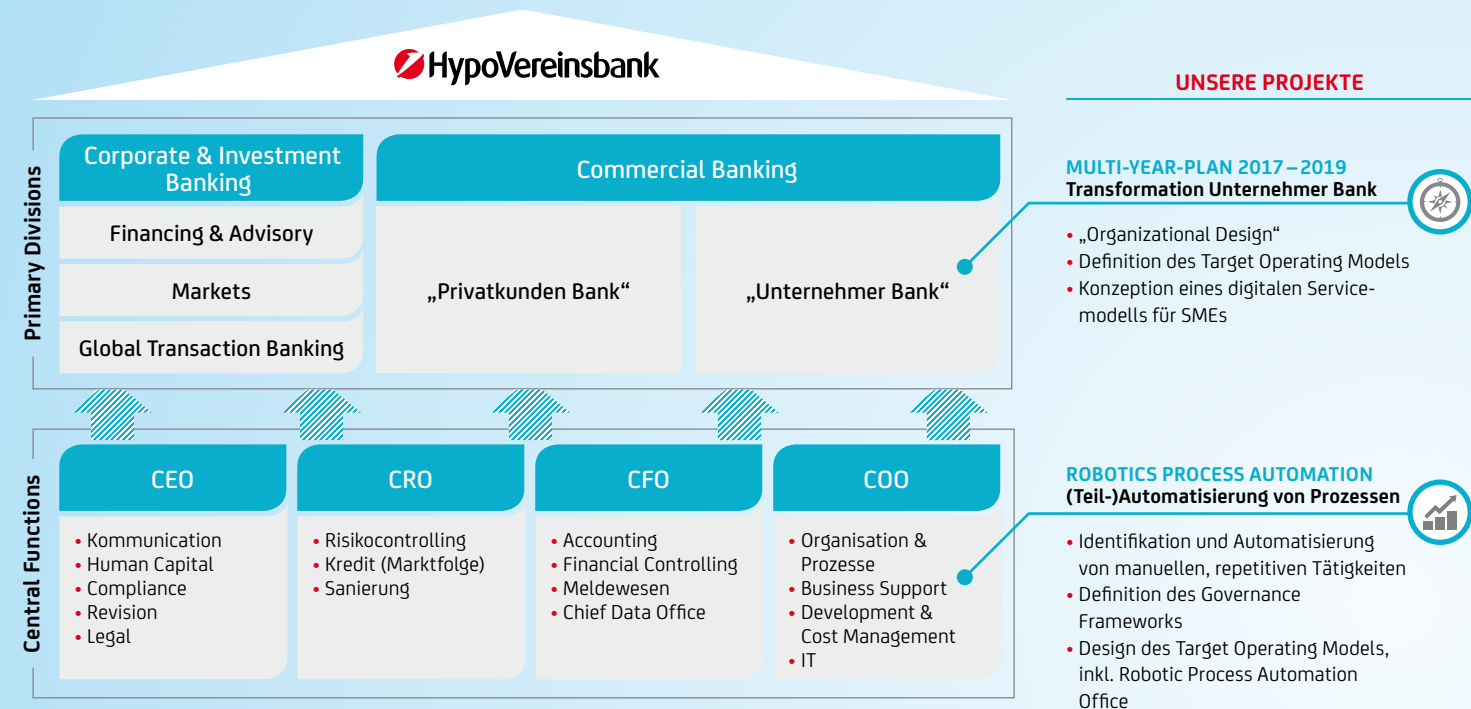 HypoVereinsbank
Primary Divisions
Corporate & Investment
Banking
Financing & Advisory
Markets
Global Transaction Banking
Commercial Banking
„Privatkunden Bank“
„Unternehmer Bank“
Central Functions
CEO
• Kommunikation
• Human Capital
• Compliance
• Revision
• Legal
CRO
• Risikocontrolling
• Kredit (Marktfolge)
• Sanierung
CFO
• Accounting
• Financial Controlling
• Meldewesen
• Chief Data Office
COO
• Organisation &
Prozesse
• Business Support
• Development &
Cost Management
• IT
UNSERE PROJEKTE
MULTI-YEAR-PLAN 2017–2019
Transformation Unternehmer Bank
• „Organizational Design“
• Definition des Target Operating Models
• Konzeption eines digitalen Service-
modells für SMEs
ROBOTICS PROCESS AUTOMATION
(Teil-)Automatisierung von Prozessen
• Identifikation und Automatisierung
von manuellen, repetitiven Tätigkeiten
• Definition des Governance
Frameworks
• Design des Target Operating Models,
inkl. Robotic Process Automation
Office